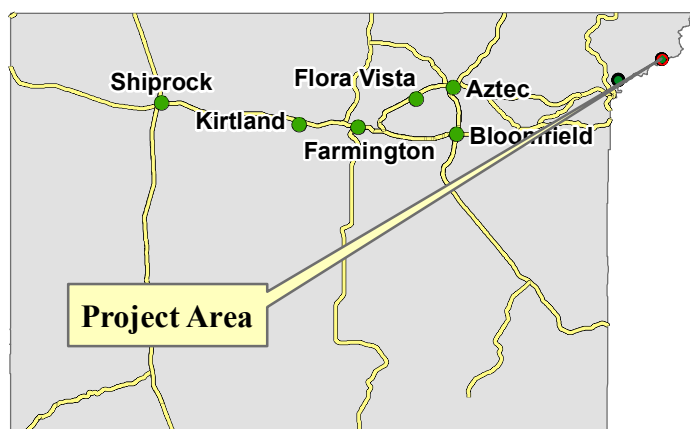 Shiprock
Flora Vista
Aztec
Kirtland
Farmington
Bloomfield
Project Area